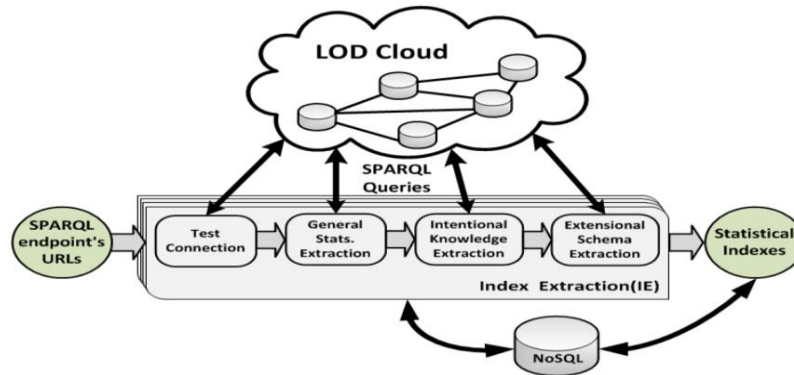 LOD Cloud
SPARQL
Queries
SPARQL
endpoint's
URLs
Test
Connection
General
Stats.
Extraction
Intentional
Knowledge
Extraction
Extensional
Schema
Extraction
Statistical
Indexes
Index Extraction(IE)
NoSQL